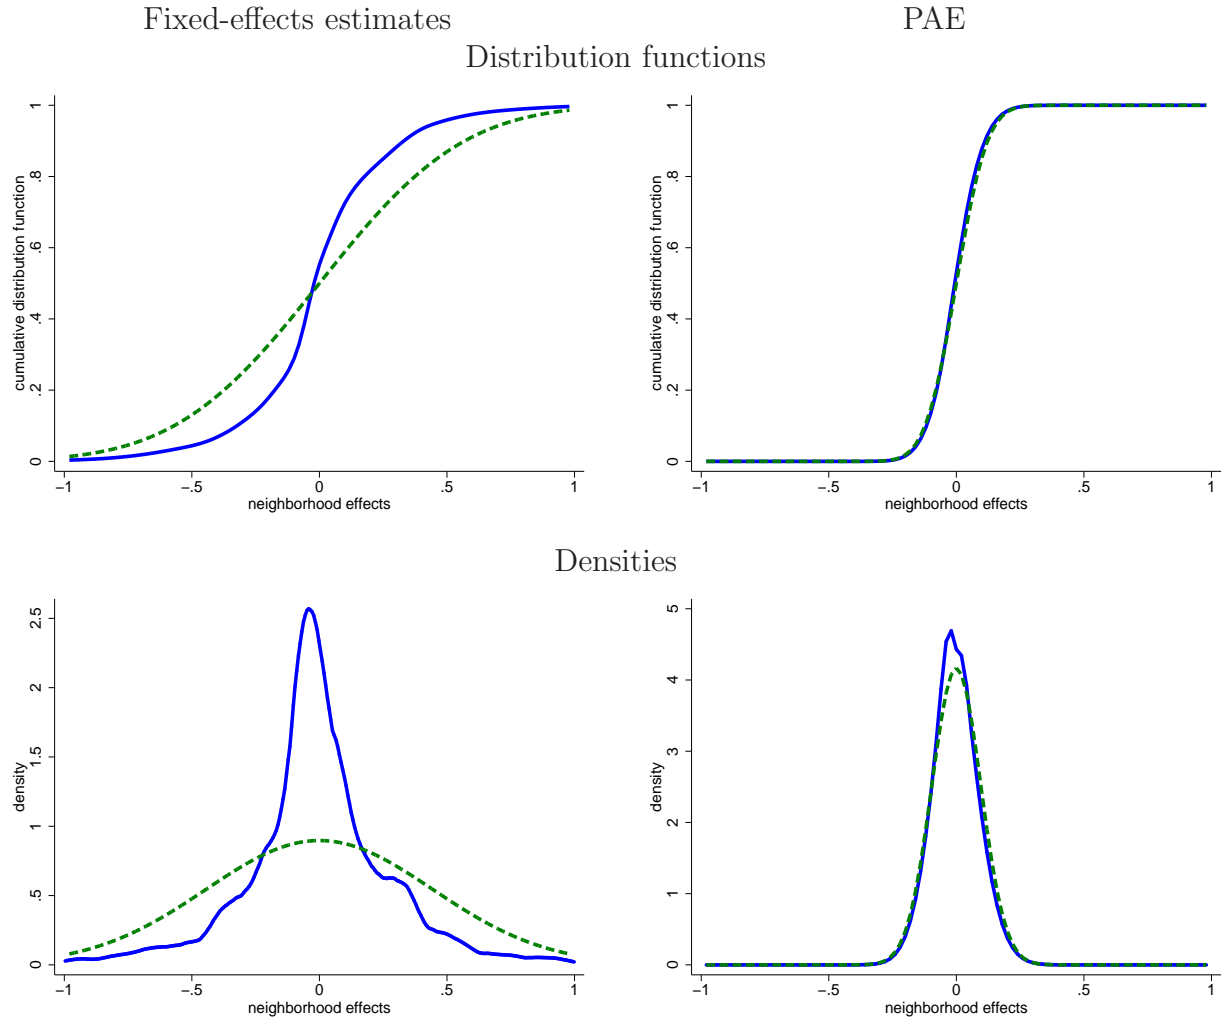 Fixed-effects estimates PAE
Distribution functions
cumulative distribution function
0 .2 .4 .6 .8 1
−1 −.5 0 .5 1
neighborhood effects
cumulative distribution function
0 .2 .4 .6 .8 1
−1 −.5 0 .5 1
neighborhood effects
Densities
density
0 .5 1 1.5 2 2.5
−1 −.5 0 .5 1
neighborhood effects
density
0 1 2 3 4 5
−1 −.5 0 .5 1
neighborhood effects